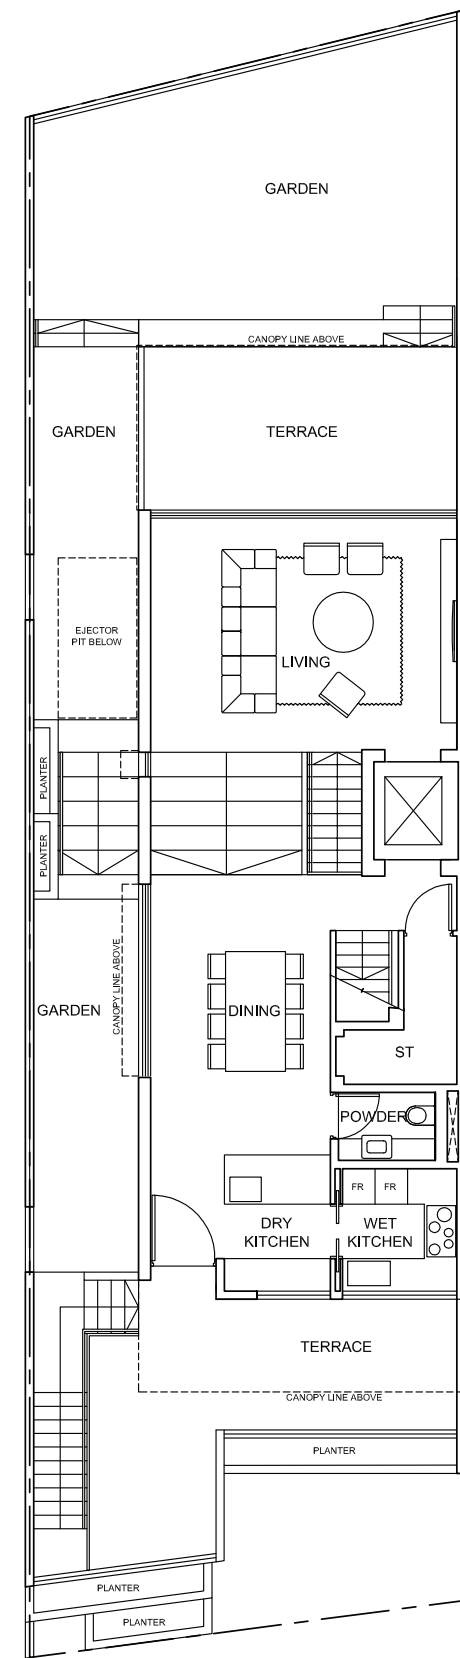 GARDEN
CANOPY LINE ABOVE
GARDEN
TERRACE
EJECTOR
PIT BELOW
LIVING
PLANTER
PLANTER
CANOPY LINE ABOVE
GARDEN
DINING
ST
POWDER
FR
FR
DRY
KITCHEN
WET
KITCHEN
TERRACE
CANOPY LINE ABOVE
PLANTER
PLANTER
PLANTER